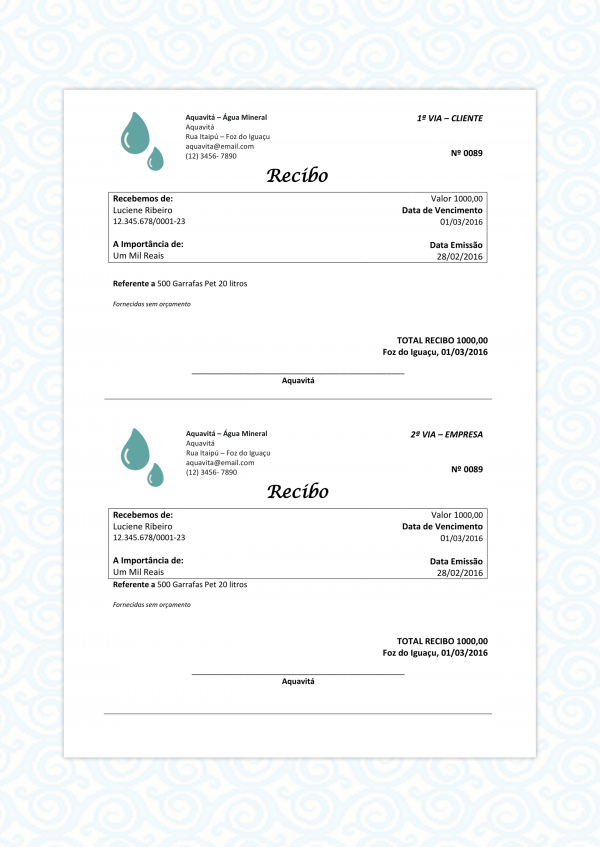 Aquavitá – Água Mineral
Aquavitá
Rua Itaipú – Foz do Iguaçu
aquavita@email.com
(12) 3456- 7890
1ª VIA – CLIENTE
Nº 0089
Recibo
Recebemos de:
Luciene Ribeiro
12.345.678/0001-23
A Importância de:
Um Mil Reais
Valor 1000,00
Data de Vencimento
01/03/2016
Data Emissão
28/02/2016
Referente a 500 Garrafas Pet 20 litros
Fornecidas sem orçamento
TOTAL RECIBO 1000,00
Foz do Iguaçu, 01/03/2016
Aquavitá
Aquavitá – Água Mineral
Aquavitá
Rua Itaipú – Foz do Iguaçu
aquavita@email.com
(12) 3456- 7890
2ª VIA – EMPRESA
Nº 0089
Recibo
Recebemos de:
Luciene Ribeiro
12.345.678/0001-23
A Importância de:
Um Mil Reais
Valor 1000,00
Data de Vencimento
01/03/2016
Data Emissão
28/02/2016
Referente a 500 Garrafas Pet 20 litros
Fornecidas sem orçamento
TOTAL RECIBO 1000,00
Foz do Iguaçu, 01/03/2016
Aquavitá